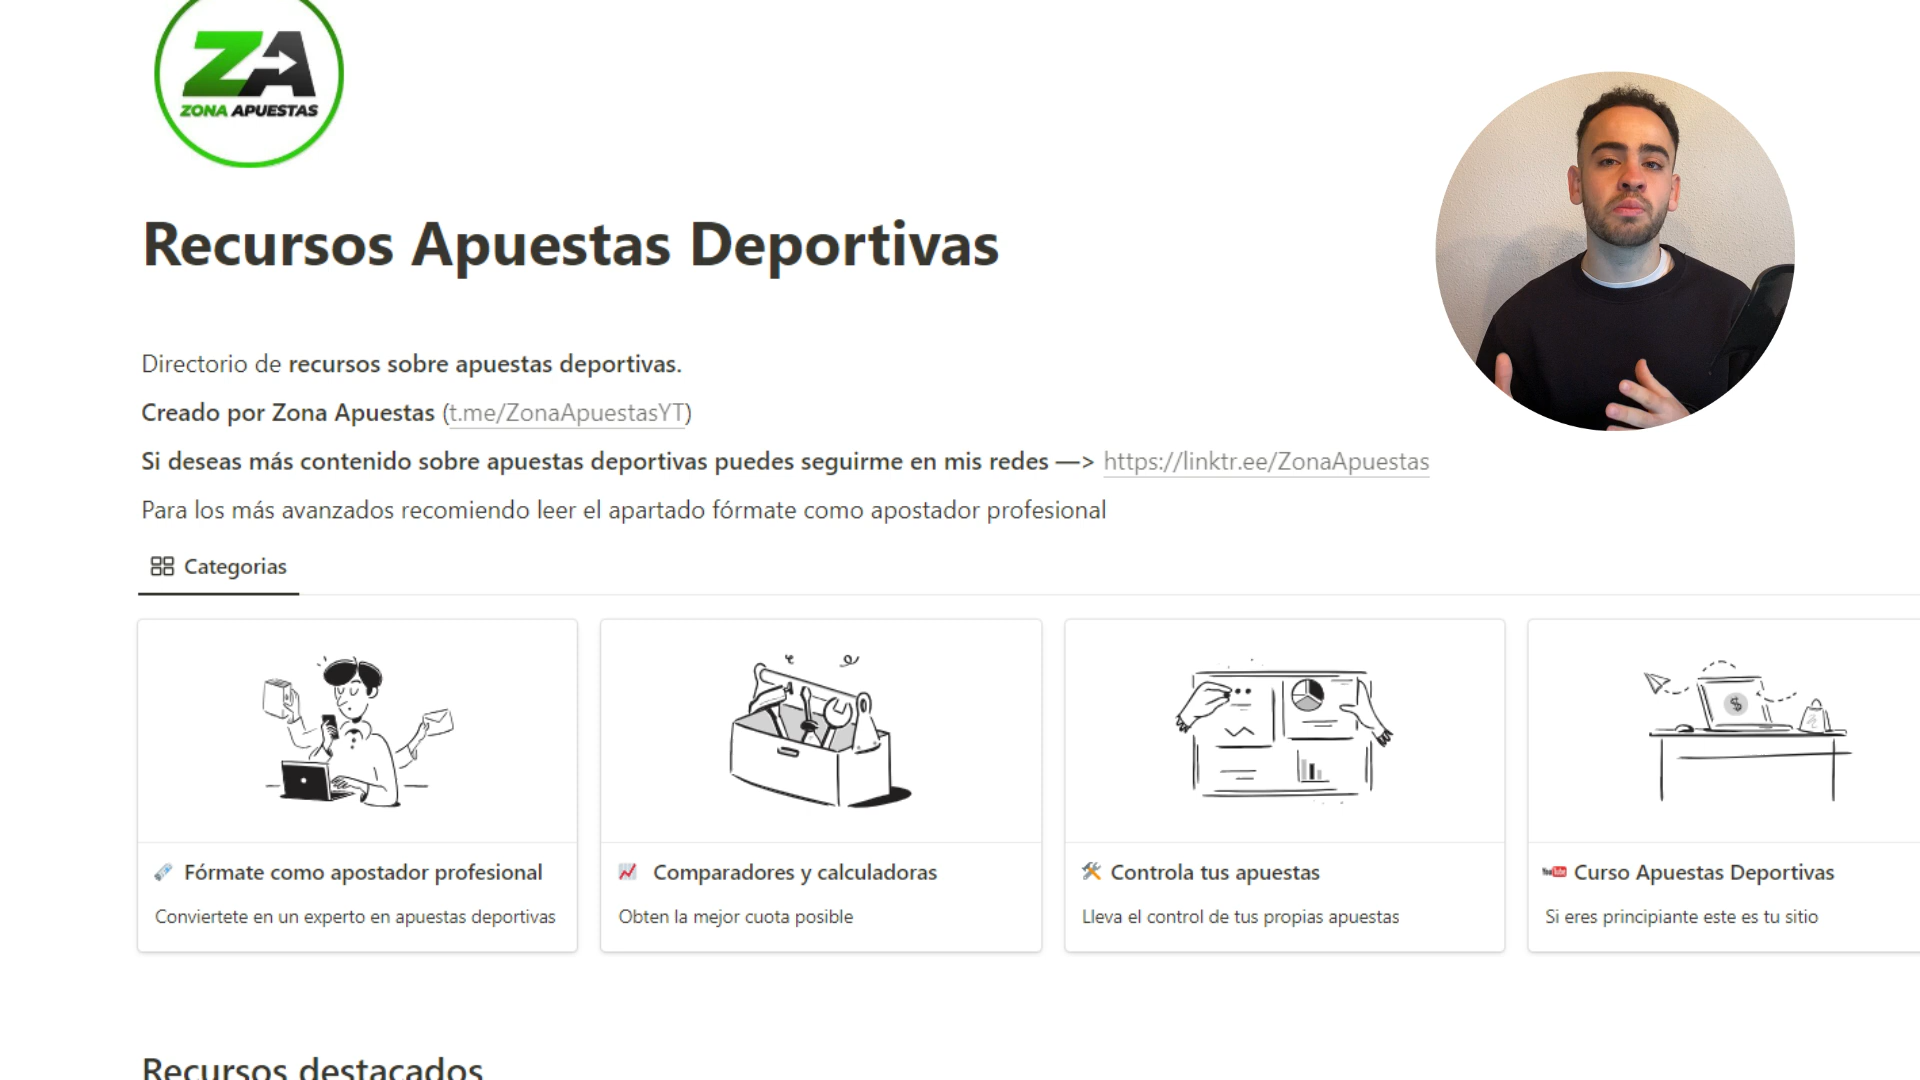 ZA
ZONA APUESTAS
Recursos Apuestas Deportivas
Directorio de recursos sobre apuestas deportivas.
Creado por Zona Apuestas (t.me/ZonaApuestasYT)
Si deseas más contenido sobre apuestas deportivas puedes seguirme en mis redes —> https://linktr.ee/ZonaApuestas
Para los más avanzados recomiendo leer el apartado fórmate como apostador profesional
Categorias
Fórmate como apostador profesional
Conviertete en un experto en apuestas deportivas
Comparadores y calculadoras
Obten la mejor cuota posible
Controla tus apuestas
Lleva el control de tus propias apuestas
$
YouTube Curso Apuestas Deportivas
Si eres principiante este es tu sitio
Recursos destacados